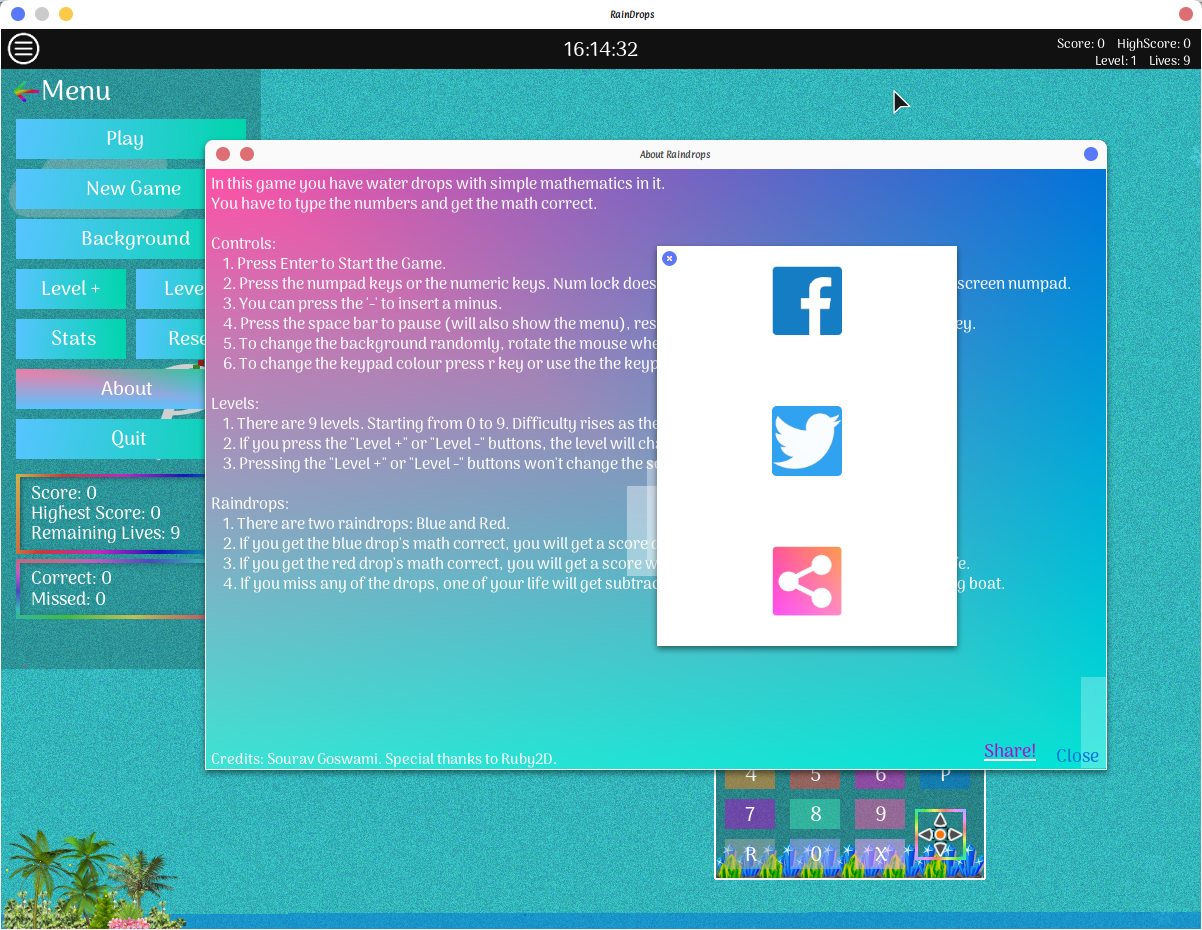 RainDrops
16:14:32
Score: 0 HighScore: 0
Level: 1 Lives: 9
Menu
Play
New Game
Background
Level +
Leve
Stats
Rese
About
Quit
Score: 0
Highest Score: 0
Remaining Lives: 9
Correct: 0
Missed: 0
About Raindrops
In this game you have water drops with simple mathematics in it.
You have to type the numbers and get the math correct.
Controls:
1. Press Enter to Start the Game.
2. Press the numpad keys or the numeric keys. Num lock does screen numpad.
3. You can press the '-' to insert a minus.
4. Press the space bar to pause (will also show the menu), res ey.
5. To change the background randomly, rotate the mouse whe
6. To change the keypad colour press r key or use the the keyp
Levels:
1. There are 9 levels. Starting from 0 to 9. Difficulty rises as the
2. If you press the "Level +" or "Level -" buttons, the level will cha
3. Pressing the "Level +" or "Level -" buttons won't change the s
Raindrops:
1. There are two raindrops: Blue and Red.
2. If you get the blue drop's math correct, you will get a score
3. If you get the red drop's math correct, you will get a score w e.
4. If you miss any of the drops, one of your life will get subtrac g boat.
Credits: Sourav Goswami. Special thanks to Ruby2D.
Share!
Close
4 5 6 P
7 8 9
R 0 X